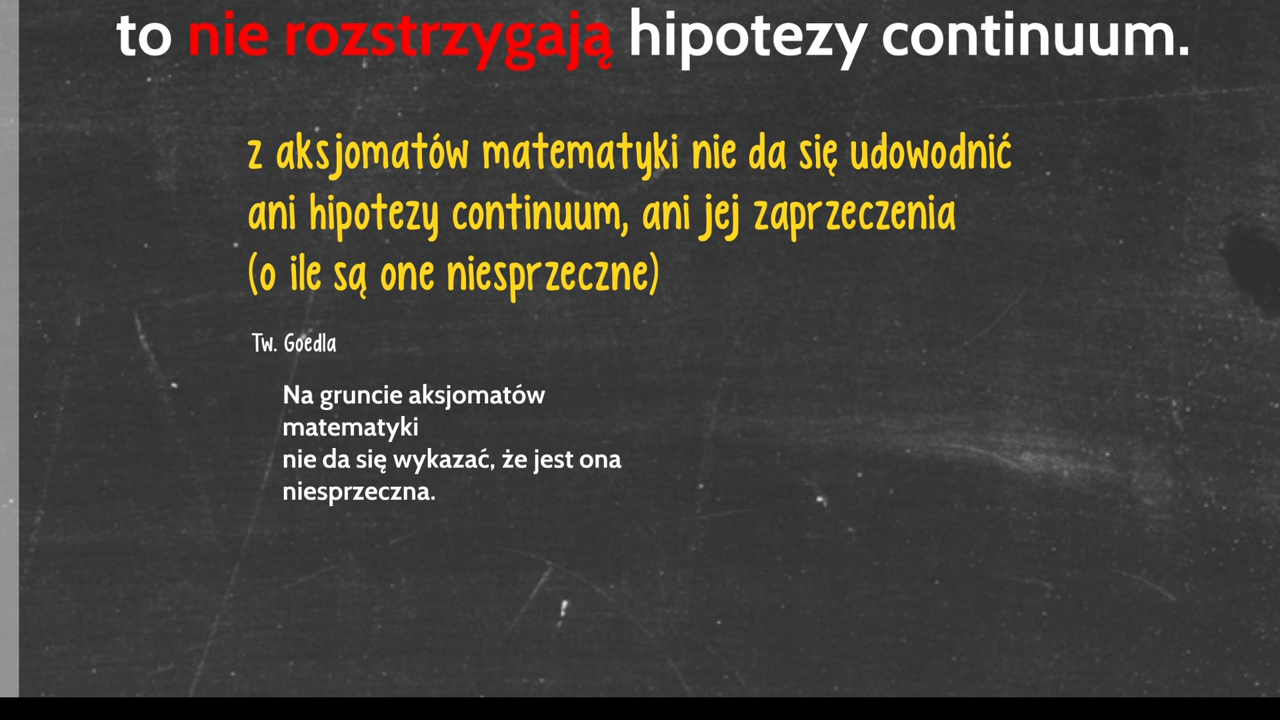 to nie rozstrzygają hipotezy continuum.
z aksjomatów matematyki nie da się udowodnić
ani hipotezy continuum, ani jej zaprzeczenia
(o ile są one niesprzeczne)
Tw. Goedla
Na gruncie aksjomatów
matematyki
nie da się wykazać, że jest ona
niesprzeczna.